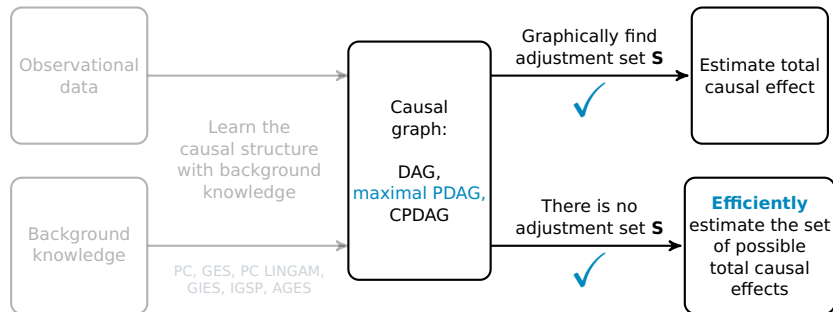 Observational
data
Background
knowledge
Learn the
causal structure
with background
knowledge
PC, GES, PC LINGAM,
GIES, IGSP, AGES
Causal
graph:
DAG,
maximal PDAG,
CPDAG
Graphically find
adjustment set S
There is no
adjustment set S
Estimate total
causal effect
Efficiently
estimate the set
of possible
total causal
effects